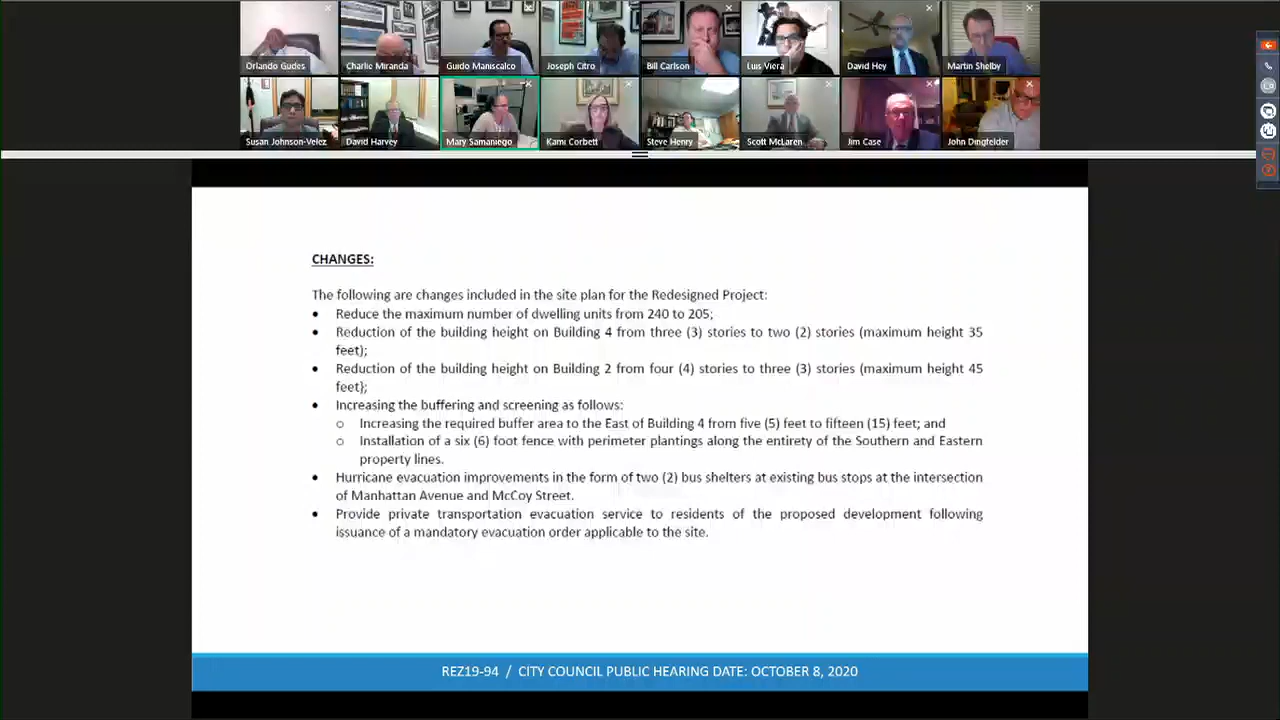 Orlando Gudes
Charlie Miranda
Guido Maniscalco
Joseph Citro
Bill Carlson
Luis Viera
David Hey
Martin Shelby
Susan Johnson-Velez
David Harvey
Mary Samaniego
Kami Corbett
Steve Henry
Scott McLaren
Jim Case
John Dingfelder
CHANGES:
The following are changes included in the site plan for the Redesigned Project:
• Reduce the maximum number of dwelling units from 240 to 205;
• Reduction of the building height on Building 4 from three (3) stories to two (2) stories (maximum height 35
feet);
• Reduction of the building height on Building 2 from four (4) stories to three (3) stories (maximum height 45
feet);
• Increasing the buffering and screening as follows:
o Increasing the required buffer area to the East of Building 4 from five (5) feet to fifteen (15) feet; and
o Installation of a six (6) foot fence with perimeter plantings along the entirety of the Southern and Eastern
property lines.
• Hurricane evacuation improvements in the form of two (2) bus shelters at existing bus stops at the intersection
of Manhattan Avenue and McCoy Street.
• Provide private transportation evacuation service to residents of the proposed development following
issuance of a mandatory evacuation order applicable to the site.
REZ19-94 / CITY COUNCIL PUBLIC HEARING DATE: OCTOBER 8, 2020